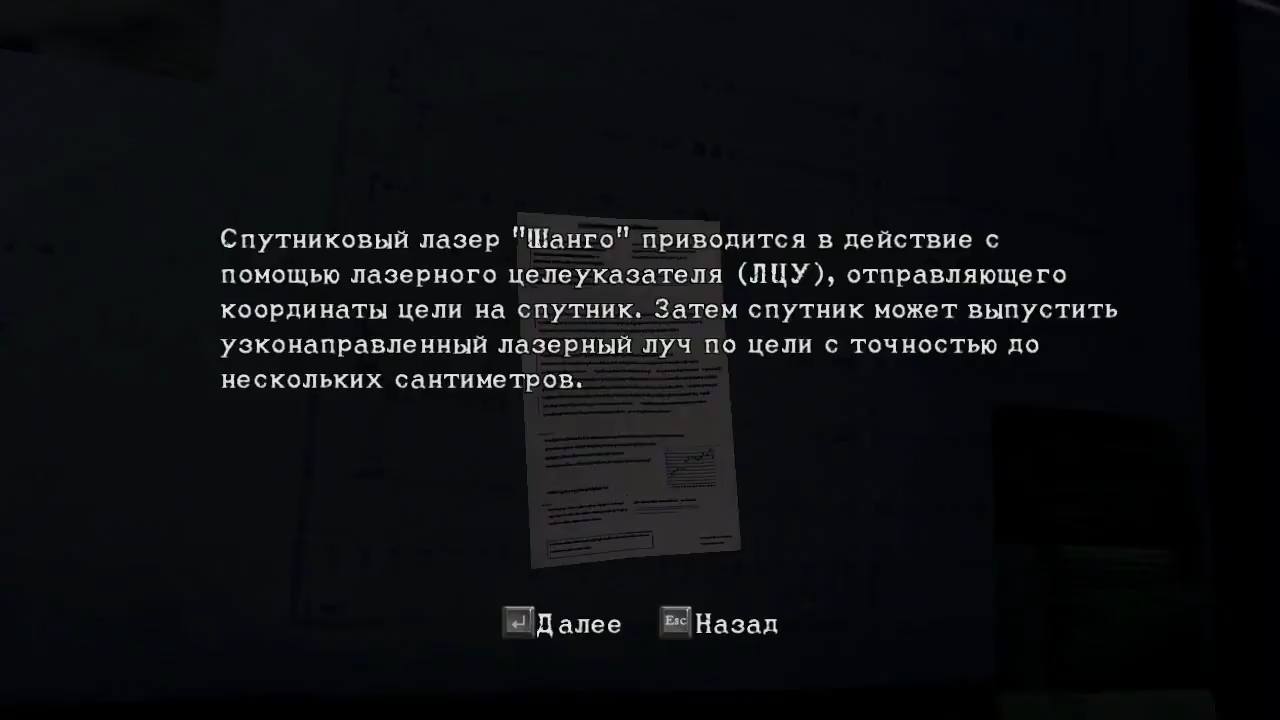 Спутниковый лазер "Шанго" приводится в действие с
помощью лазерного целеуказателя (ЛЦУ), отправляющего
координаты цели на спутник. Затем спутник может выпустить
узконаправленный лазерный луч по цели с точностью до
нескольких сантиметров.
Далее
Esc Назад